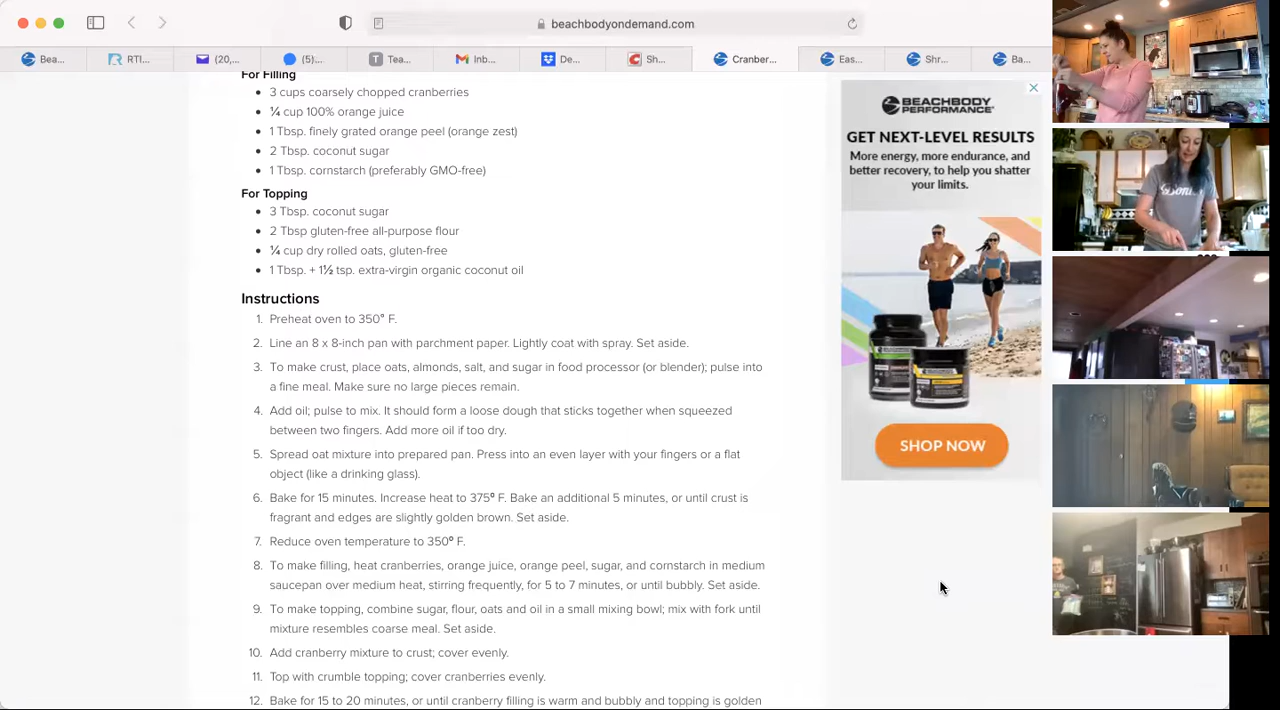 beachbodyondemand.com
Bea...
RTI...
(20,...
(5)...
Tea...
Inb...
De...
Sh...
Cranber...
Eas...
Shr...
Ba...
For Filling
3 cups coarsely chopped cranberries
¼ cup 100% orange juice
1 Tbsp. finely grated orange peel (orange zest)
2 Tbsp. coconut sugar
1 Tbsp. cornstarch (preferably GMO-free)
For Topping
3 Tbsp. coconut sugar
2 Tbsp gluten-free all-purpose flour
¼ cup dry rolled oats, gluten-free
1 Tbsp. + 1½ tsp. extra-virgin organic coconut oil
Instructions
1. Preheat oven to 350° F.
2. Line an 8 x 8-inch pan with parchment paper. Lightly coat with spray. Set aside.
3. To make crust, place oats, almonds, salt, and sugar in food processor (or blender); pulse into
a fine meal. Make sure no large pieces remain.
4. Add oil; pulse to mix. It should form a loose dough that sticks together when squeezed
between two fingers. Add more oil if too dry.
5. Spread oat mixture into prepared pan. Press into an even layer with your fingers or a flat
object (like a drinking glass).
6. Bake for 15 minutes. Increase heat to 375º F. Bake an additional 5 minutes, or until crust is
fragrant and edges are slightly golden brown. Set aside.
7. Reduce oven temperature to 350º F.
8. To make filling, heat cranberries, orange juice, orange peel, sugar, and cornstarch in medium
saucepan over medium heat, stirring frequently, for 5 to 7 minutes, or until bubbly. Set aside.
9. To make topping, combine sugar, flour, oats and oil in a small mixing bowl; mix with fork until
mixture resembles coarse meal. Set aside.
10. Add cranberry mixture to crust; cover evenly.
11. Top with crumble topping; cover cranberries evenly.
12. Bake for 15 to 20 minutes, or until cranberry filling is warm and bubbly and topping is golden
BEACHBODY
PERFORMANCE
GET NEXT-LEVEL RESULTS
More energy, more endurance, and
better recovery, to help you shatter
your limits.
SHOP NOW